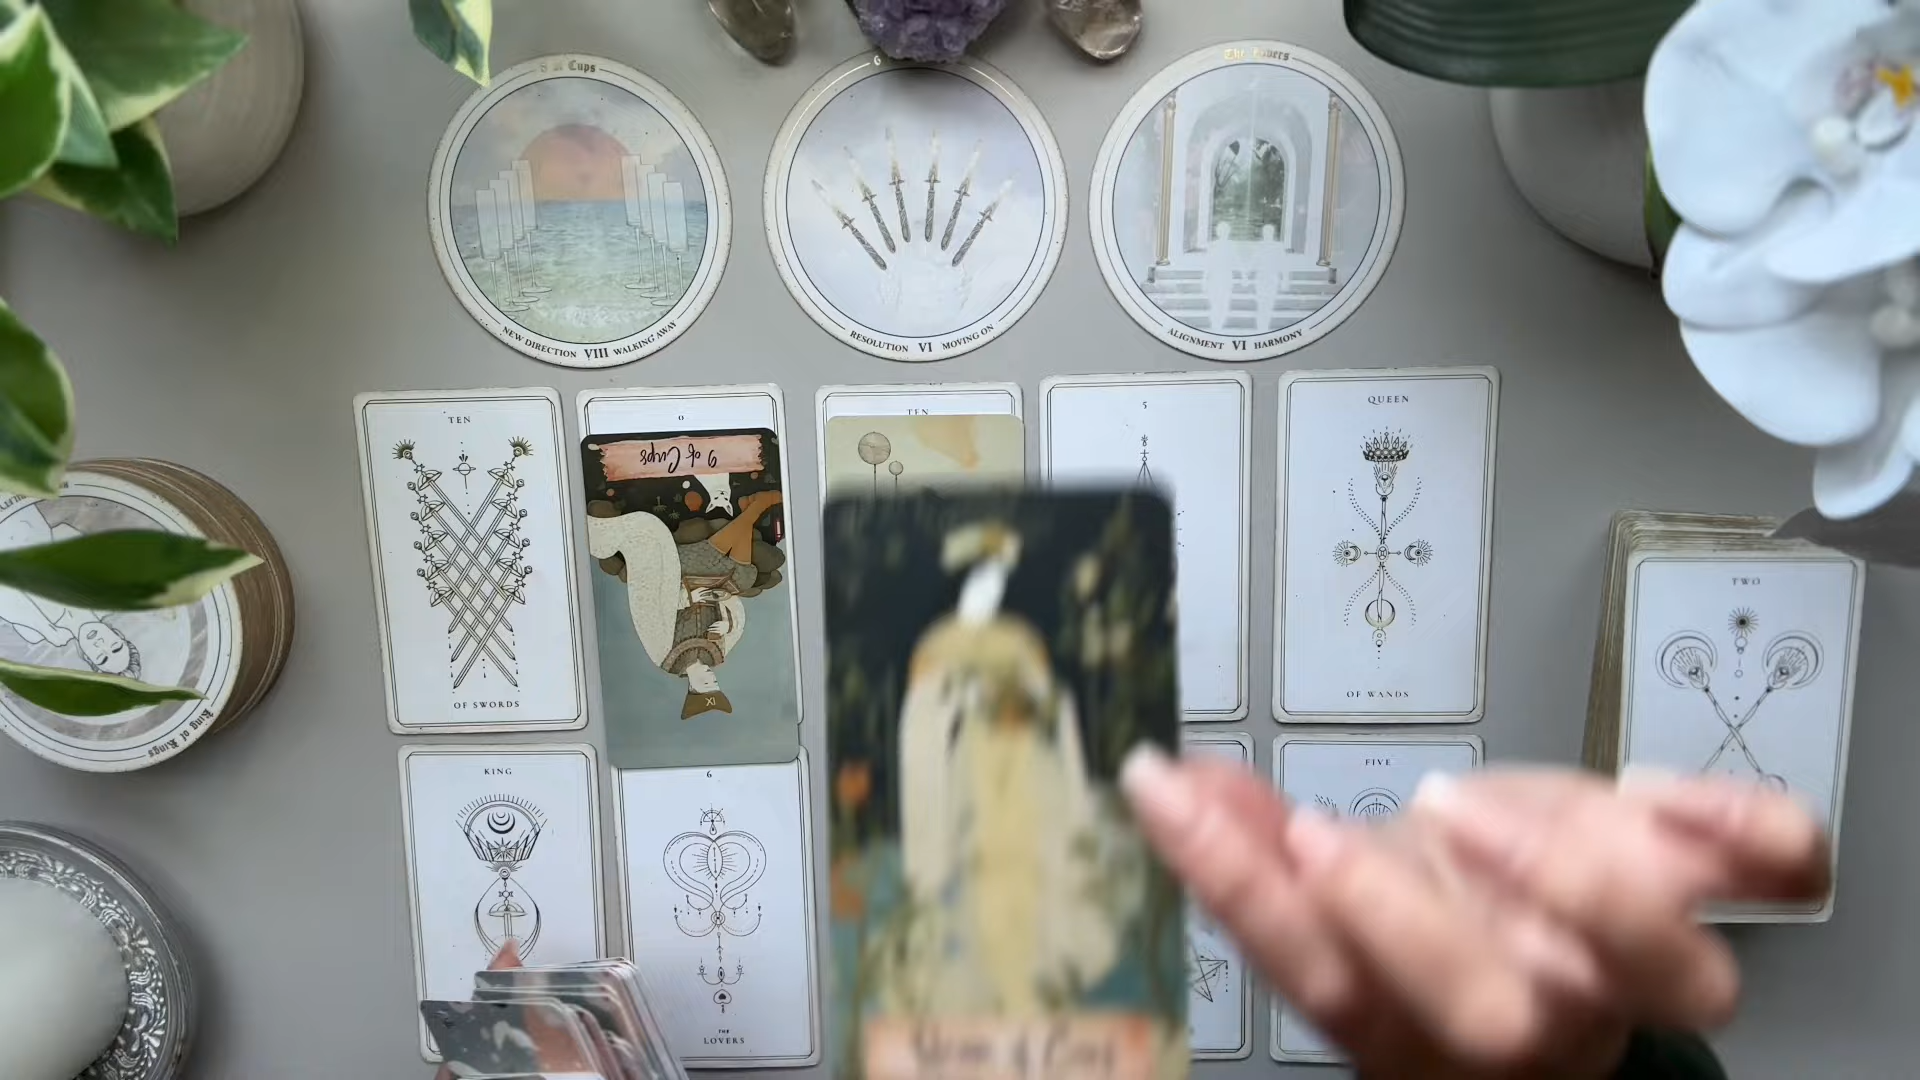 8 of Cups
NEW DIRECTION VIII WALKING AWAY
6
RESOLUTION VI MOVING ON
The Lovers
ALIGNMENT VI HARMONY
TEN
OF SWORDS
0
9 of Cups
IX
TEN
5
QUEEN
OF WANDS
TWO
King of Rings
KING
6
THE
LOVERS
FIVE